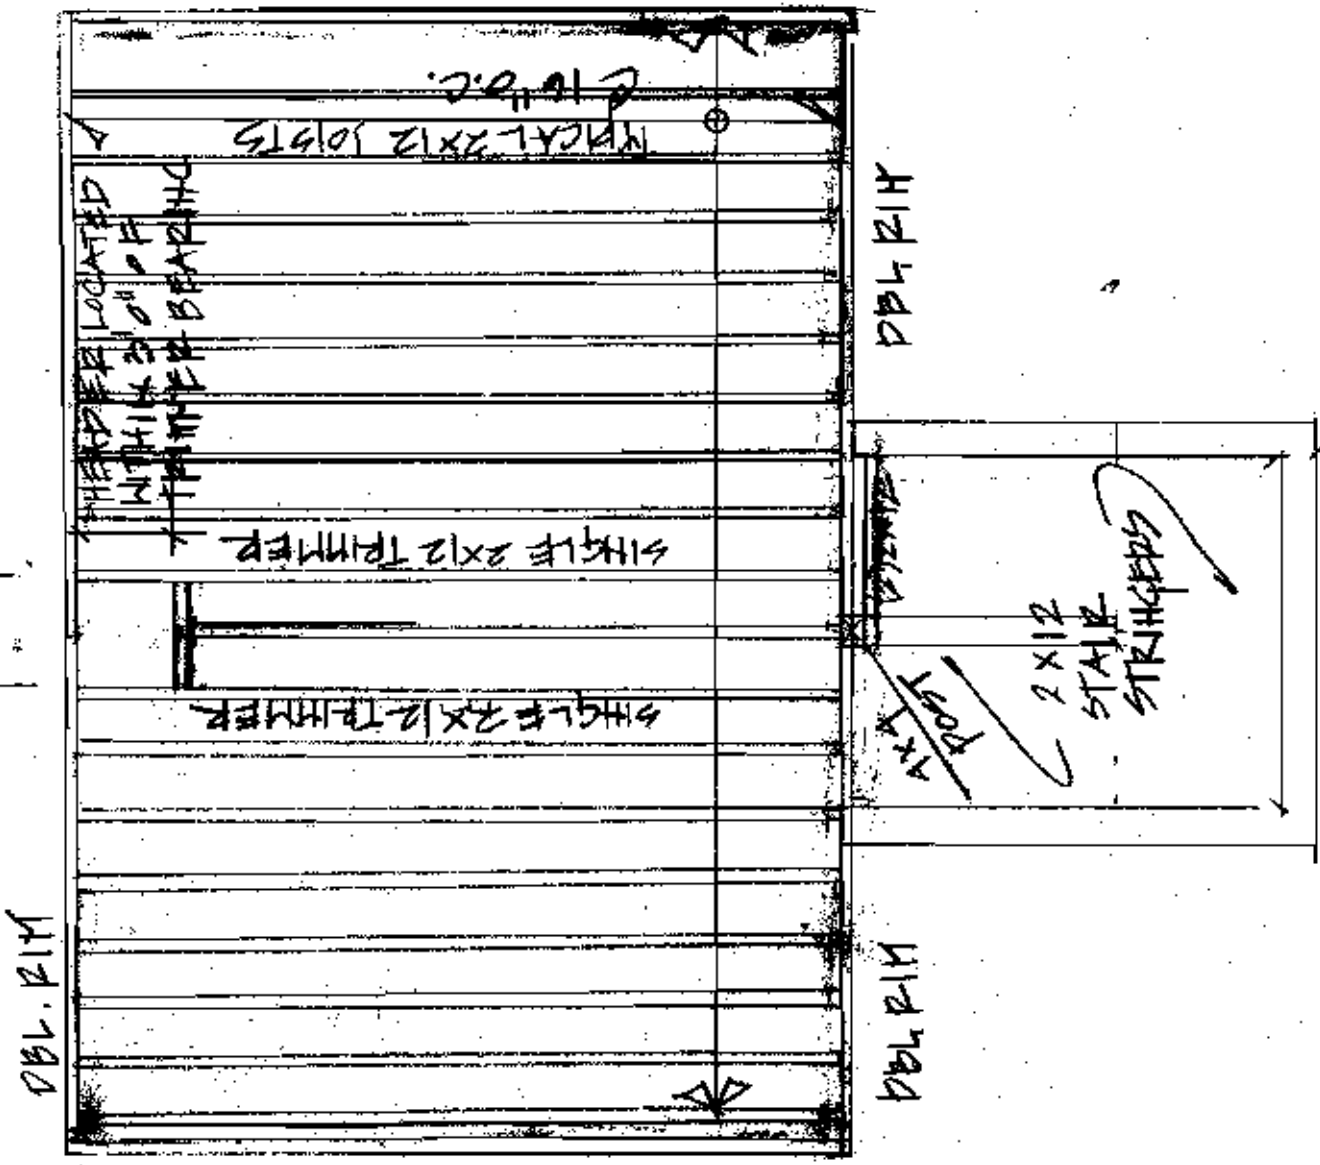 TYPICAL 2X12 JOISTS
@ 16" O.C.
HEADER LOCATED
WITHIN 3'0" OF
TRIMMER BEARING
DBL RIM
SINGLE 2X12 TRIMMER
SINGLE 2X12 TRIMMER
4X4
POST
2X12
STAIR
STRINGERS
DBL. RIM
DBL RIM